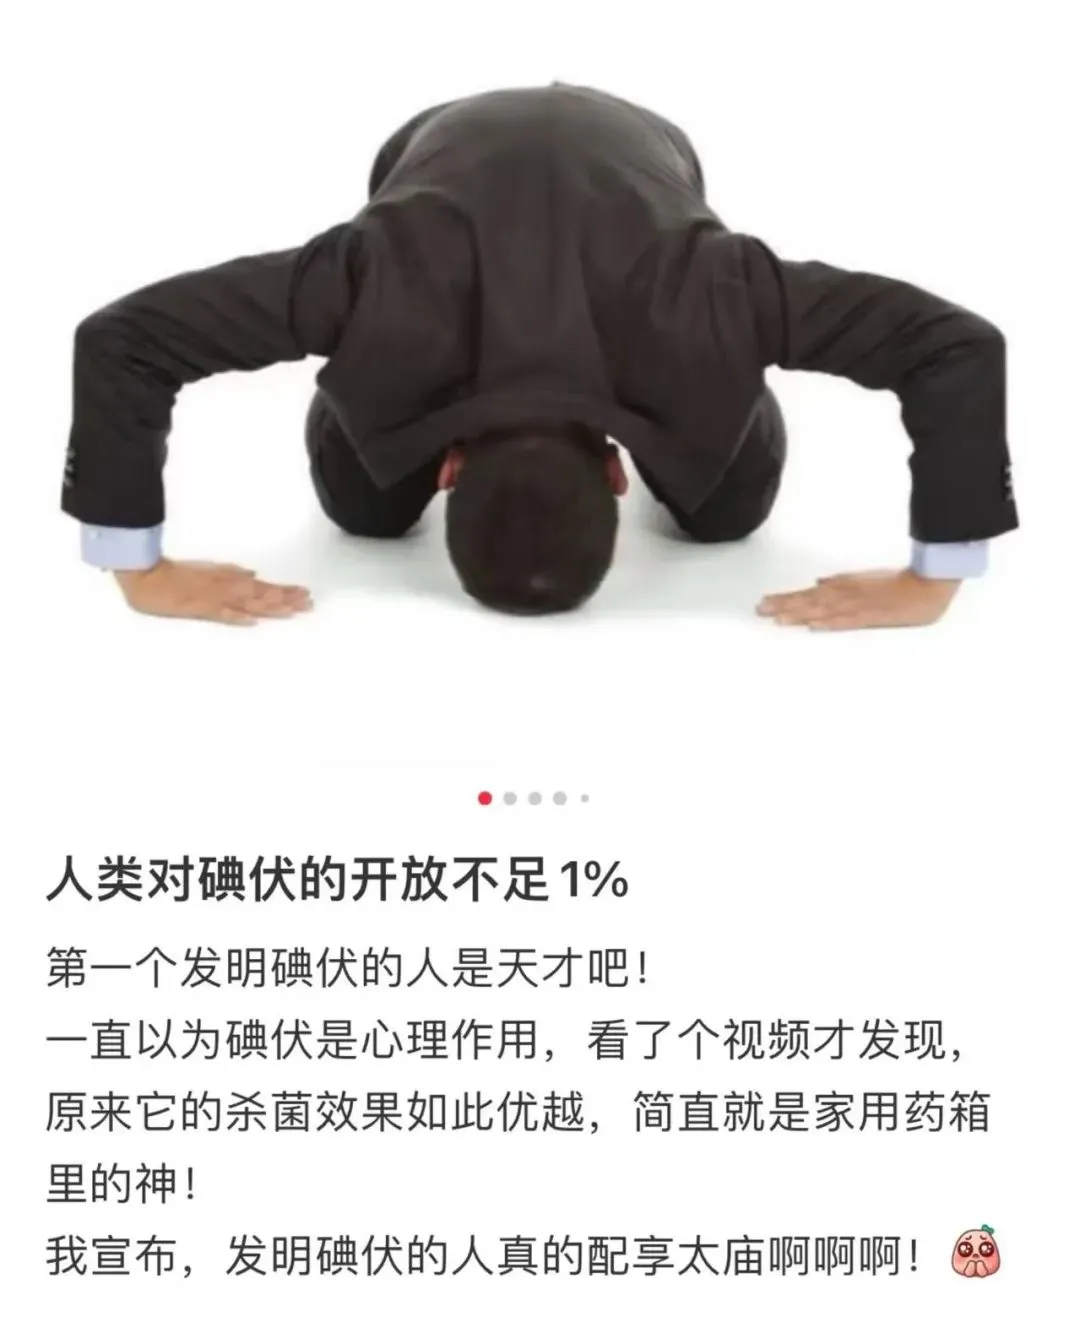 人类对碘伏的开放不足1%
第一个发明碘伏的人是天才吧！
一直以为碘伏是心理作用，看了个视频才发现，
原来它的杀菌效果如此优越，简直就是家用药箱
里的神！
我宣布，发明碘伏的人真的配享太庙啊啊啊！